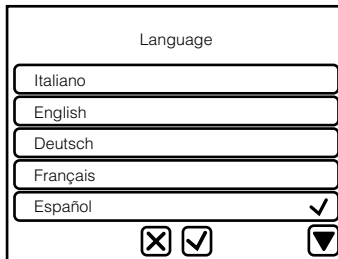 Language
Italiano
English
Deutsch
Français
Español